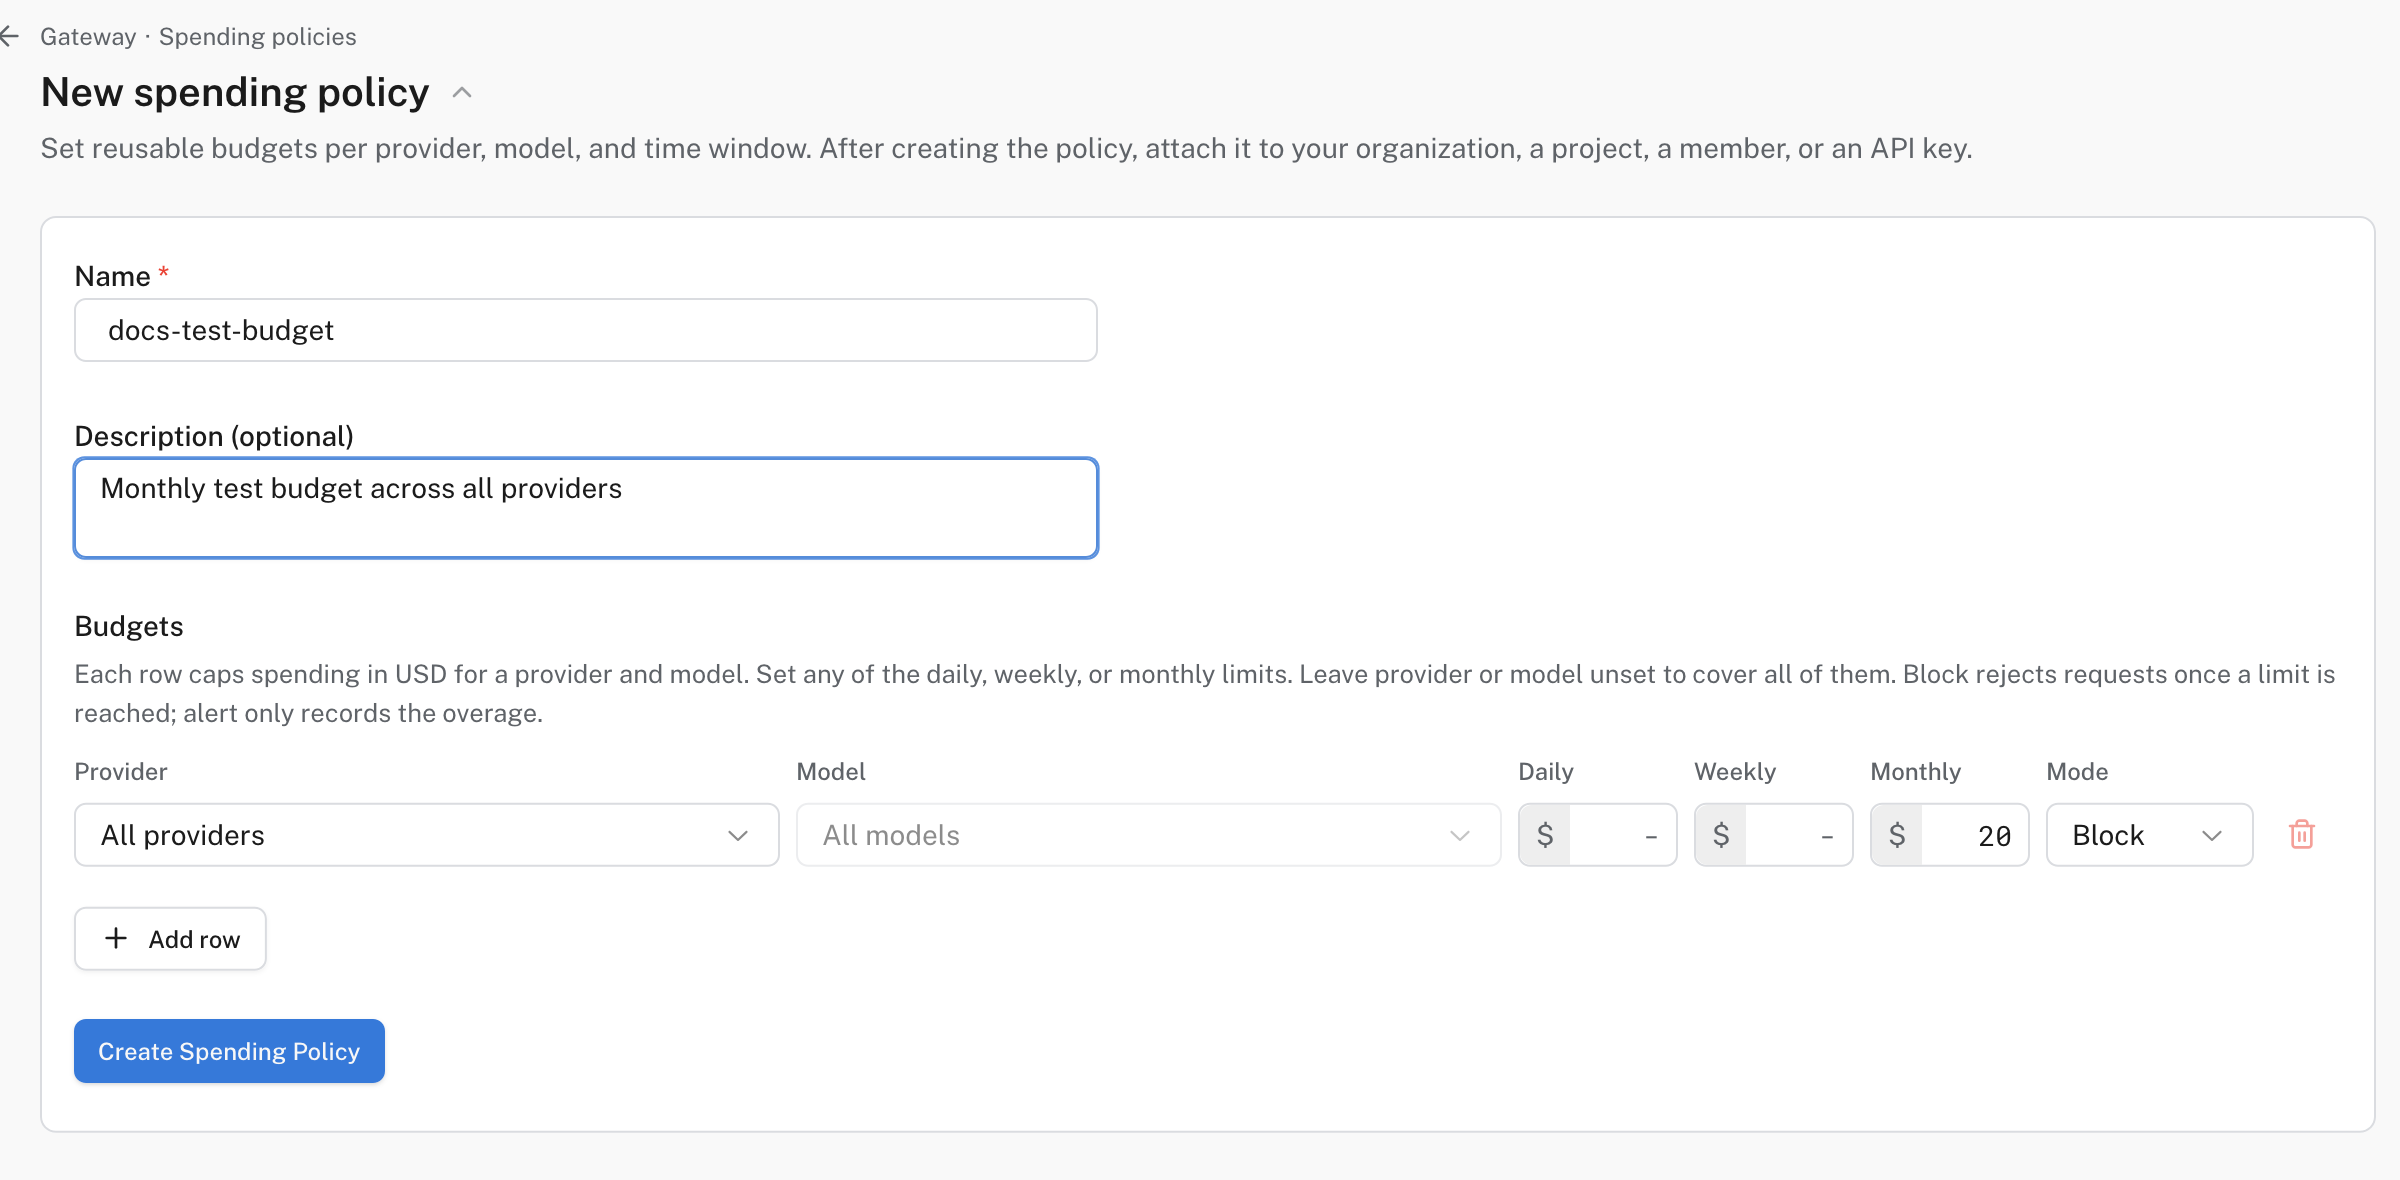 Gateway · Spending policies
New spending policy
Set reusable budgets per provider, model, and time window. After creating the policy, attach it to your organization, a project, a member, or an API key.
Name *
docs-test-budget
Description (optional)
Monthly test budget across all providers
Budgets
Each row caps spending in USD for a provider and model. Set any of the daily, weekly, or monthly limits. Leave provider or model unset to cover all of them. Block rejects requests once a limit is
reached; alert only records the overage.
Provider Model Daily Weekly Monthly Mode
All providers All models $ - $ - $ 20 Block
+ Add row
Create Spending Policy